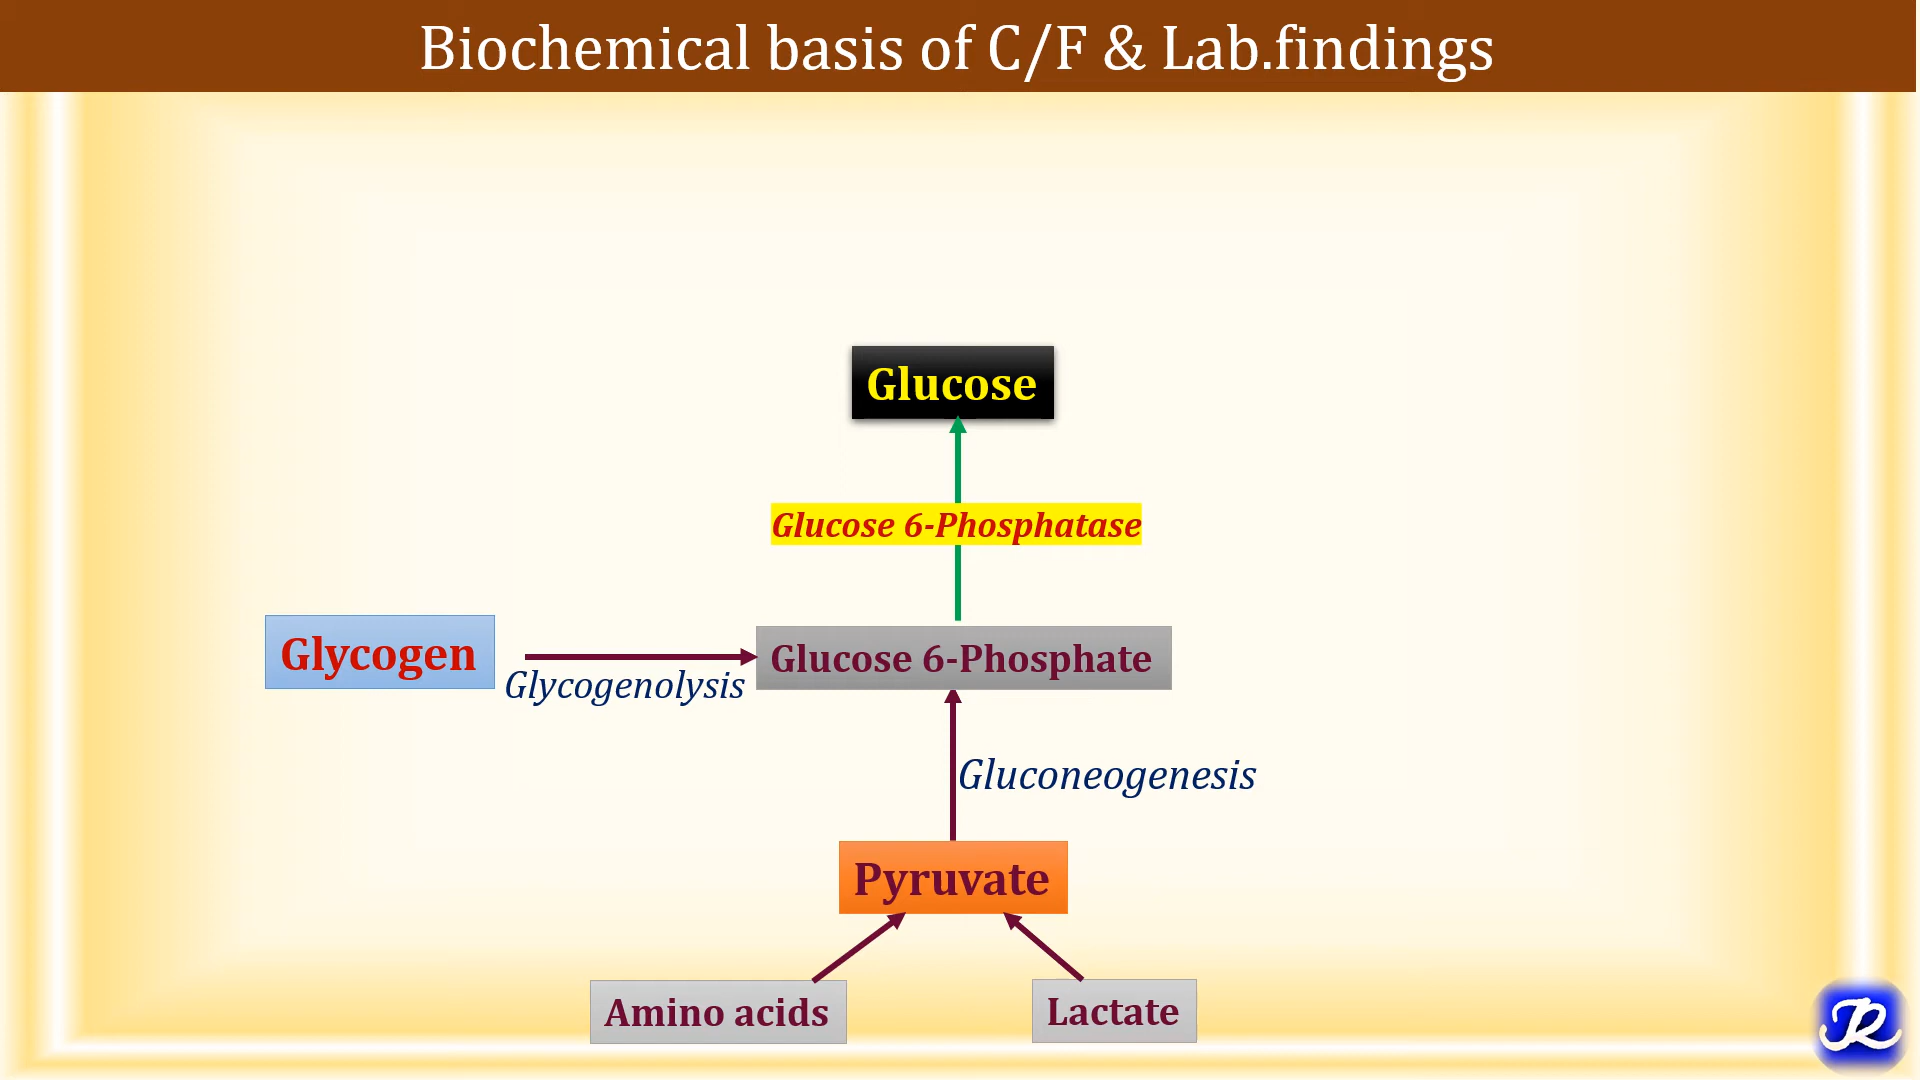 Biochemical basis of C/F & Lab.findings
Glucose
Glucose 6-Phosphatase
Glycogen
Glycogenolysis
Glucose 6-Phosphate
Gluconeogenesis
Pyruvate
Amino acids
Lactate
R